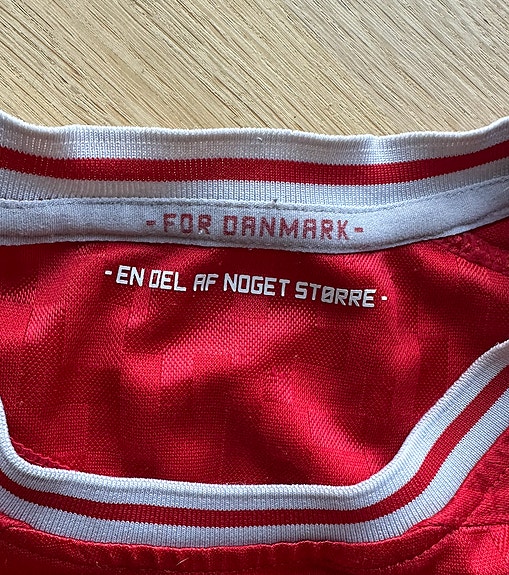 - FOR DANMARK -
- EN DEL AF NOGET STØRRE -